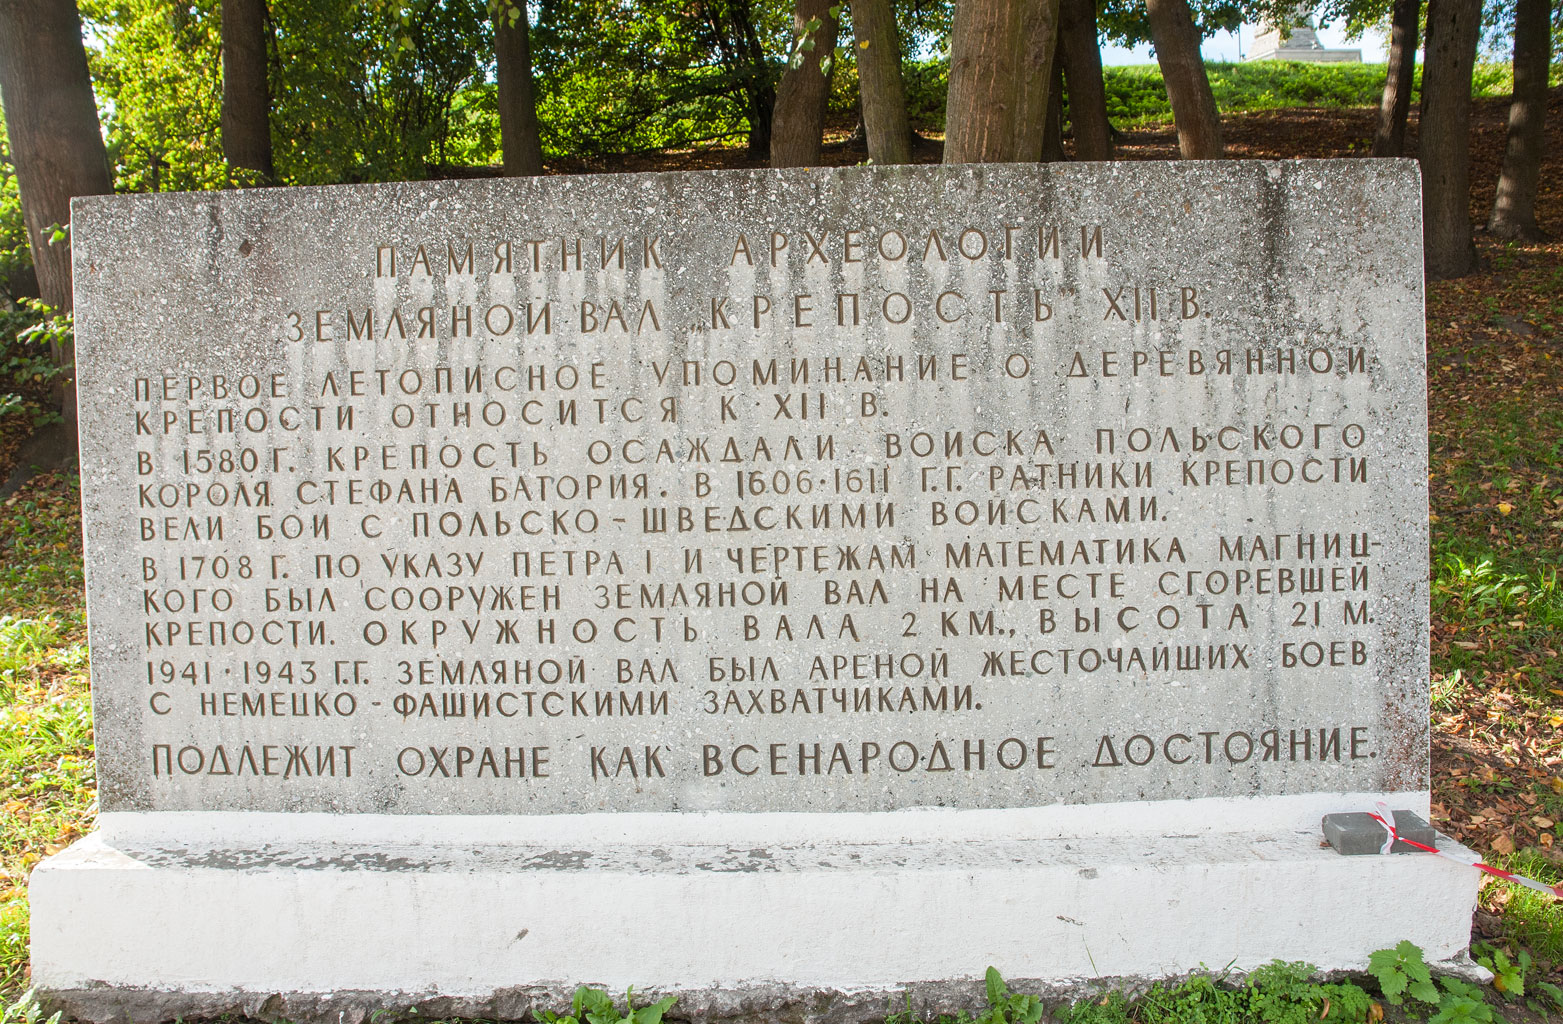 ПАМЯТНИК АРХЕОЛОГИИ
ЗЕМЛЯНОЙ ВАЛ „КРЕПОСТЬ" XII В.
ПЕРВОЕ ЛЕТОПИСНОЕ УПОМИНАНИЕ О ДЕРЕВЯННОЙ
КРЕПОСТИ ОТНОСИТСЯ К XII В.
В 1580 Г. КРЕПОСТЬ ОСАЖДАЛИ ВОЙСКА ПОЛЬСКОГО
КОРОЛЯ СТЕФАНА БАТОРИЯ. В 1606-1611 Г.Г. РАТНИКИ КРЕПОСТИ
ВЕЛИ БОИ С ПОЛЬСКО-ШВЕДСКИМИ ВОЙСКАМИ.
В 1708 Г. ПО УКАЗУ ПЕТРА I И ЧЕРТЕЖАМ МАТЕМАТИКА МАГНИЦ-
КОГО БЫЛ СООРУЖЕН ЗЕМЛЯНОЙ ВАЛ НА МЕСТЕ СГОРЕВШЕЙ
КРЕПОСТИ. ОКРУЖНОСТЬ ВАЛА 2 КМ., ВЫСОТА 21 М.
1941-1943 Г.Г. ЗЕМЛЯНОЙ ВАЛ БЫЛ АРЕНОЙ ЖЕСТОЧАЙШИХ БОЕВ
С НЕМЕЦКО-ФАШИСТСКИМИ ЗАХВАТЧИКАМИ.
ПОДЛЕЖИТ ОХРАНЕ КАК ВСЕНАРОДНОЕ ДОСТОЯНИЕ.